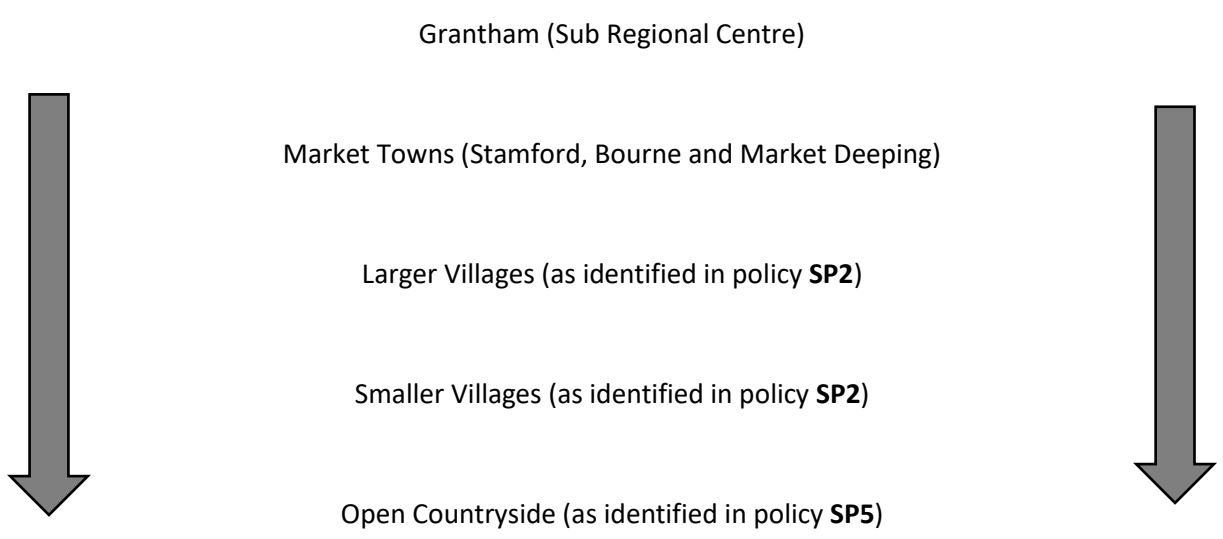 Grantham (Sub Regional Centre)
Market Towns (Stamford, Bourne and Market Deeping)
Larger Villages (as identified in policy SP2)
Smaller Villages (as identified in policy SP2)
Open Countryside (as identified in policy SP5)